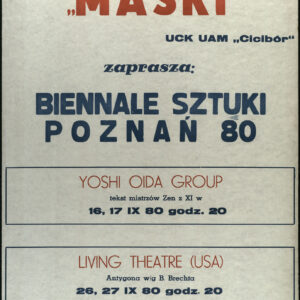 „MASKI"
UCK UAM „Cicibór"
zaprasza:
BIENNALE SZTUKI
POZNAŃ 80
YOSHI OIDA GROUP
tekst mistrzów Zen z XI w
16, 17 IX 80 godz. 20
LIVING THEATRE (USA)
Antygona wg B. Brechta
26, 27 IX 80 godz. 20